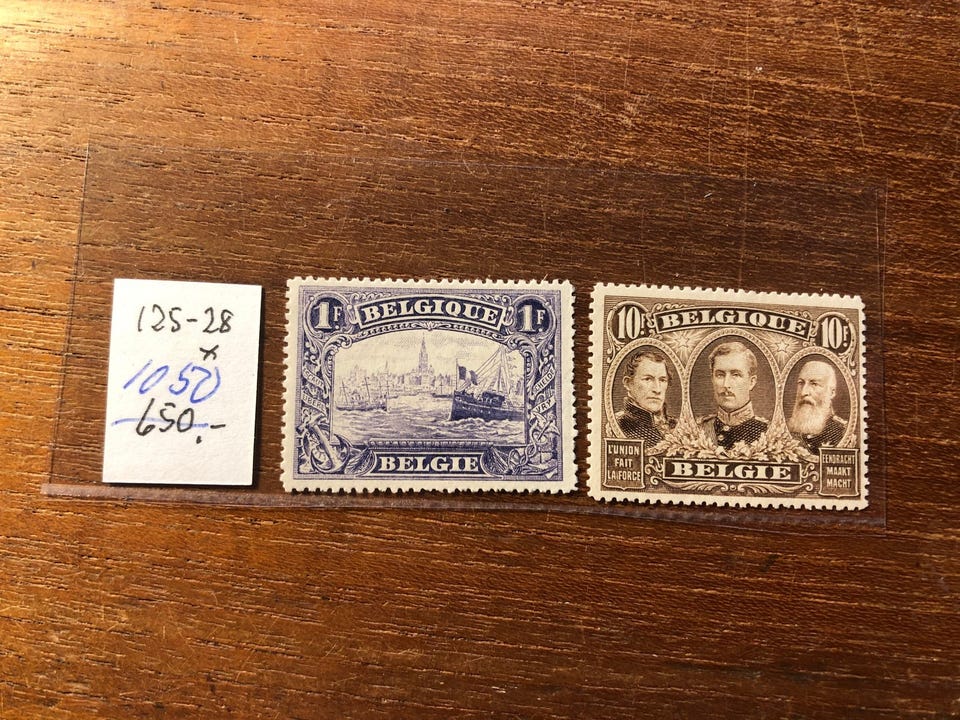 125-28
x
1050
650.-
1F BELGIQUE 1F
BELGIE
10F BELGIQUE 10F
L'UNION
FAIT
LA FORCE
BELGIE
EENDRACHT
MAAKT
MACHT